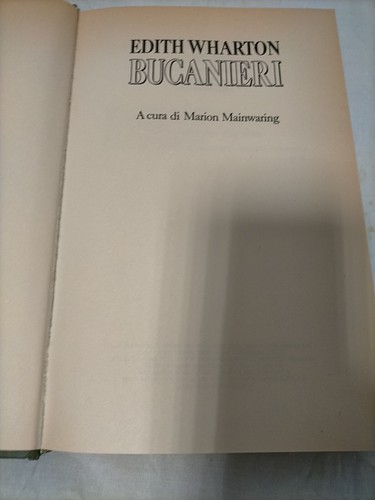 EDITH WHARTON
BUCANIERI
A cura di Marion Mainwaring